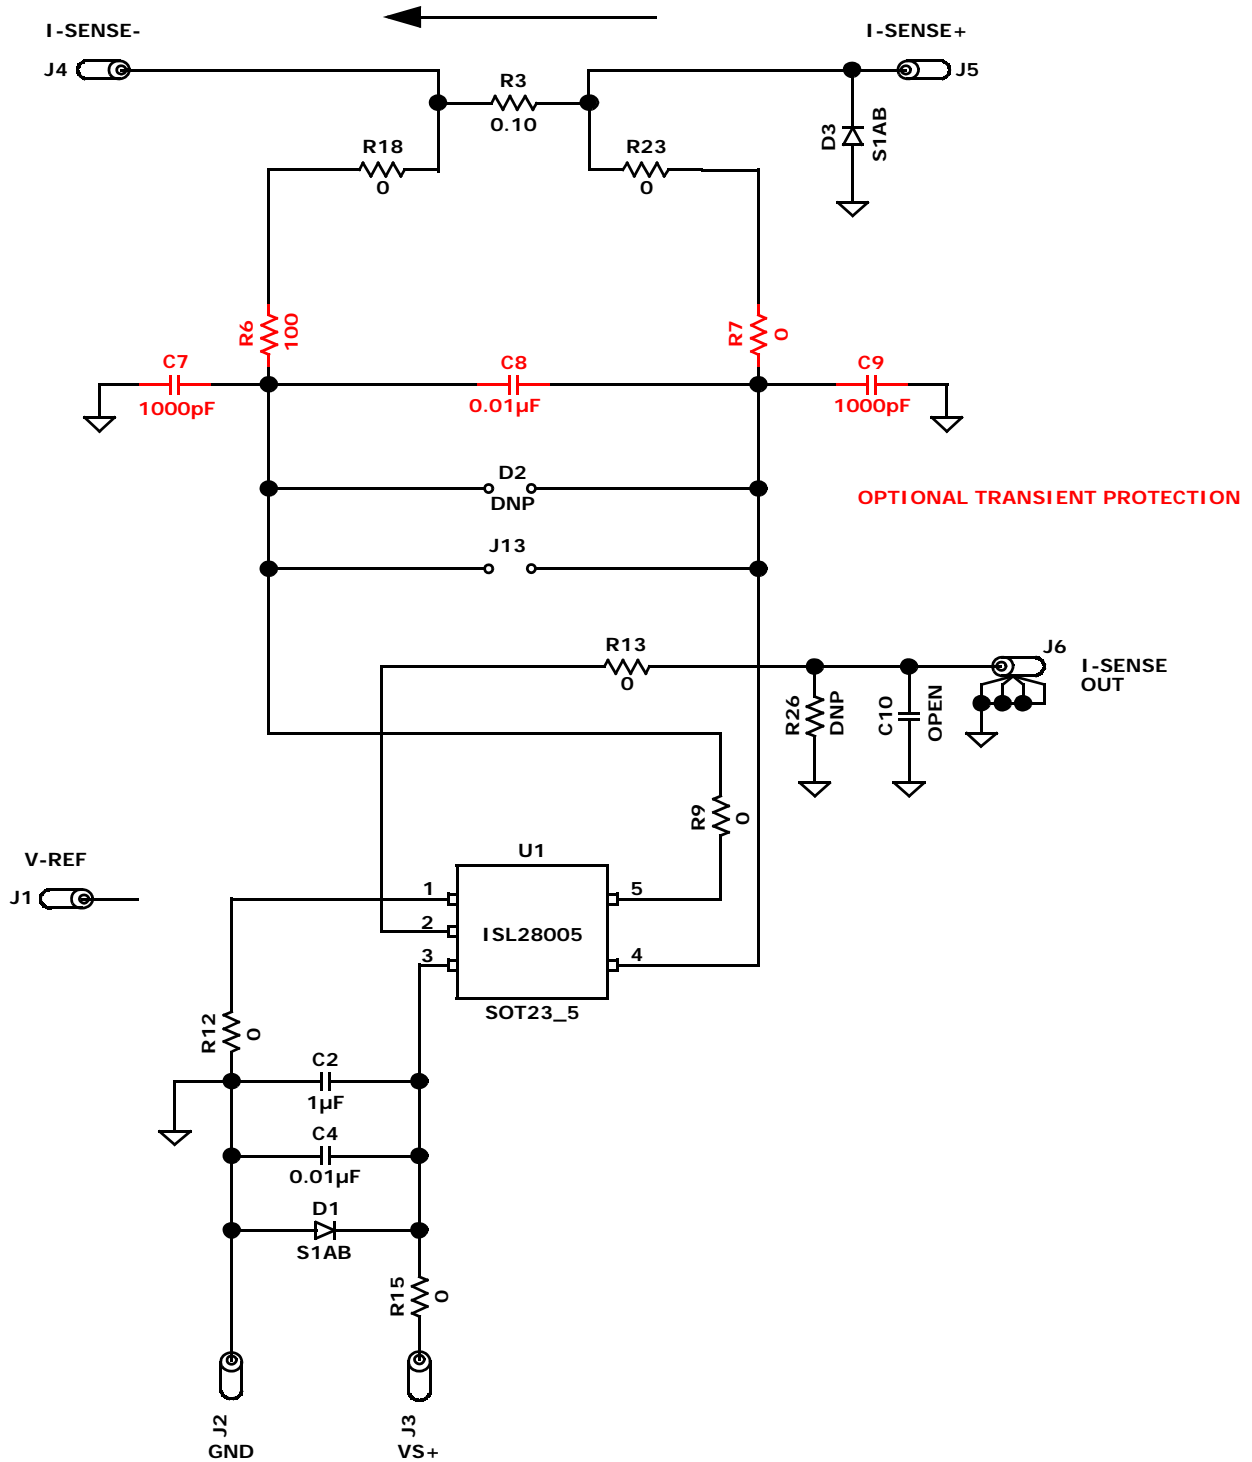 I-SENSE-
I-SENSE+
J4
J5
R3
0.10
D3
S1AB
R18
0
R23
0
R6
100
R7
0
C7
1000pF
C8
0.01µF
C9
1000pF
D2
DNP
OPTIONAL TRANSIENT PROTECTION
J13
R13
0
J6
I-SENSE
OUT
R26
DNP
C10
OPEN
R9
0
V-REF
J1
U1
1
2
3
5
4
ISL28005
SOT23_5
R12
0
C2
1µF
C4
0.01µF
D1
S1AB
R15
0
J2
GND
J3
VS+